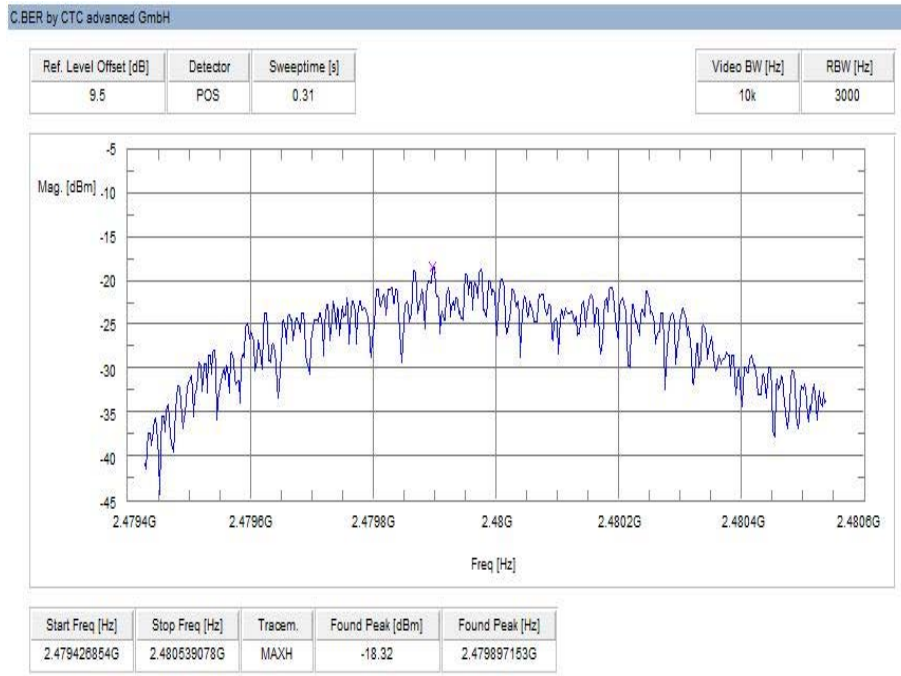 C.BER by CTC advanced GmbH
Ref. Level Offset [dB] Detector Sweeptime [s] Video BW [Hz] RBW [Hz]
9.5 POS 0.31 10k 3000
-5
Mag. [dBm] -10
-15
-20
-25
-30
-35
-40
-45
2.4794G 2.4796G 2.4798G 2.48G 2.4802G 2.4804G 2.4806G
Freq [Hz]
Start Freq [Hz] Stop Freq [Hz] Tracem. Found Peak [dBm] Found Peak [Hz]
2.479426854G 2.480539078G MAXH -18.32 2.479897153G